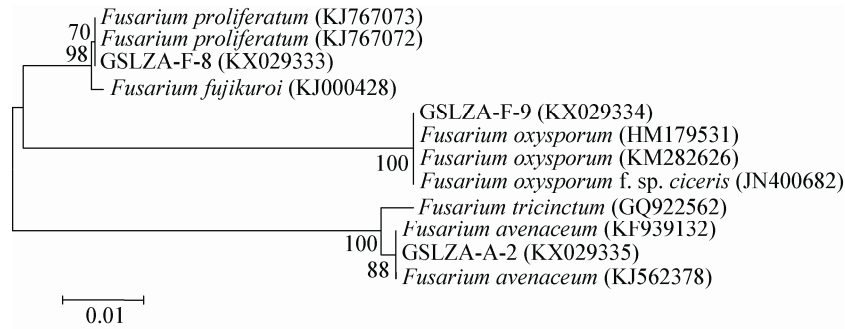 Fusarium proliferatum (KJ767073)
70
Fusarium proliferatum (KJ767072)
98
GSLZA-F-8 (KX029333)
Fusarium fujikuroi (KJ000428)
GSLZA-F-9 (KX029334)
Fusarium oxysporum (HM179531)
Fusarium oxysporum (KM282626)
100
Fusarium oxysporum f. sp. ciceris (JN400682)
Fusarium tricinctum (GQ922562)
Fusarium avenaceum (KF939132)
100
GSLZA-A-2 (KX029335)
88
Fusarium avenaceum (KJ562378)
0.01